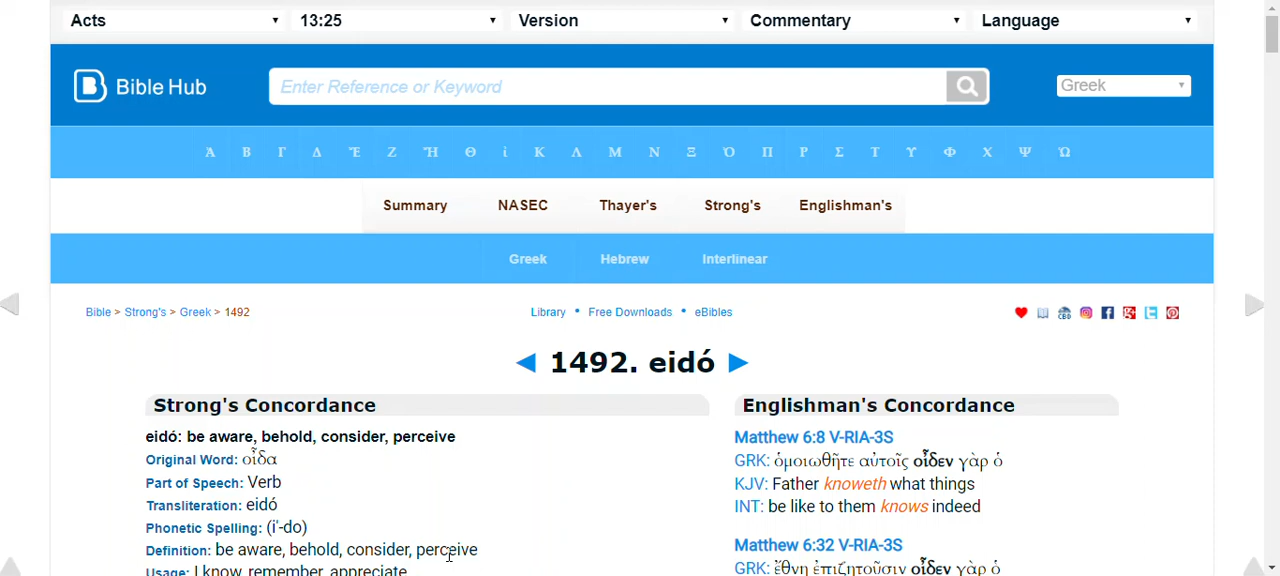 Acts 13:25 Version Commentary Language
Bible Hub Enter Reference or Keyword Greek
Ἀ Β Γ Δ Ἐ Ζ Ἠ Θ ἰ Κ Λ Μ Ν Ξ Ὀ Π Ρ Σ Τ Υ Φ Χ Ψ Ὠ
Summary NASEC Thayer's Strong's Englishman's
Greek Hebrew Interlinear
Bible > Strong's > Greek > 1492
Library • Free Downloads • eBibles
◄ 1492. eidó ►
Strong's Concordance
eidó: be aware, behold, consider, perceive
Original Word: οἶδα
Part of Speech: Verb
Transliteration: eidó
Phonetic Spelling: (i'-do)
Definition: be aware, behold, consider, perceive
Usage: I know, remember, appreciate.
Englishman's Concordance
Matthew 6:8 V-RIA-3S
GRK: ὁμοιωθῆτε αὐτοῖς οἶδεν γὰρ ὁ
KJV: Father knoweth what things
INT: be like to them knows indeed
Matthew 6:32 V-RIA-3S
GRK: ἔθνη ἐπιζητοῦσιν οἶδεν γὰρ ὁ